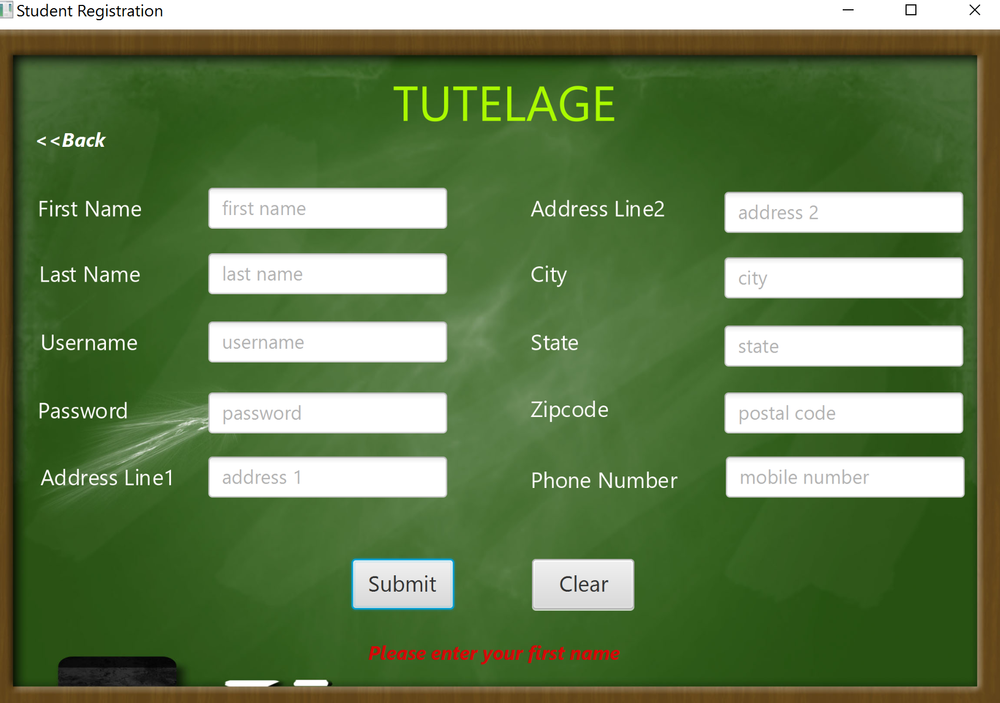 Student Registration
TUTELAGE
<<Back
First Name
first name
Last Name
last name
Username
username
Password
password
Address Line1
address 1
Address Line2
address 2
City
city
State
state
Zipcode
postal code
Phone Number
mobile number
Submit
Clear
Please enter your first name